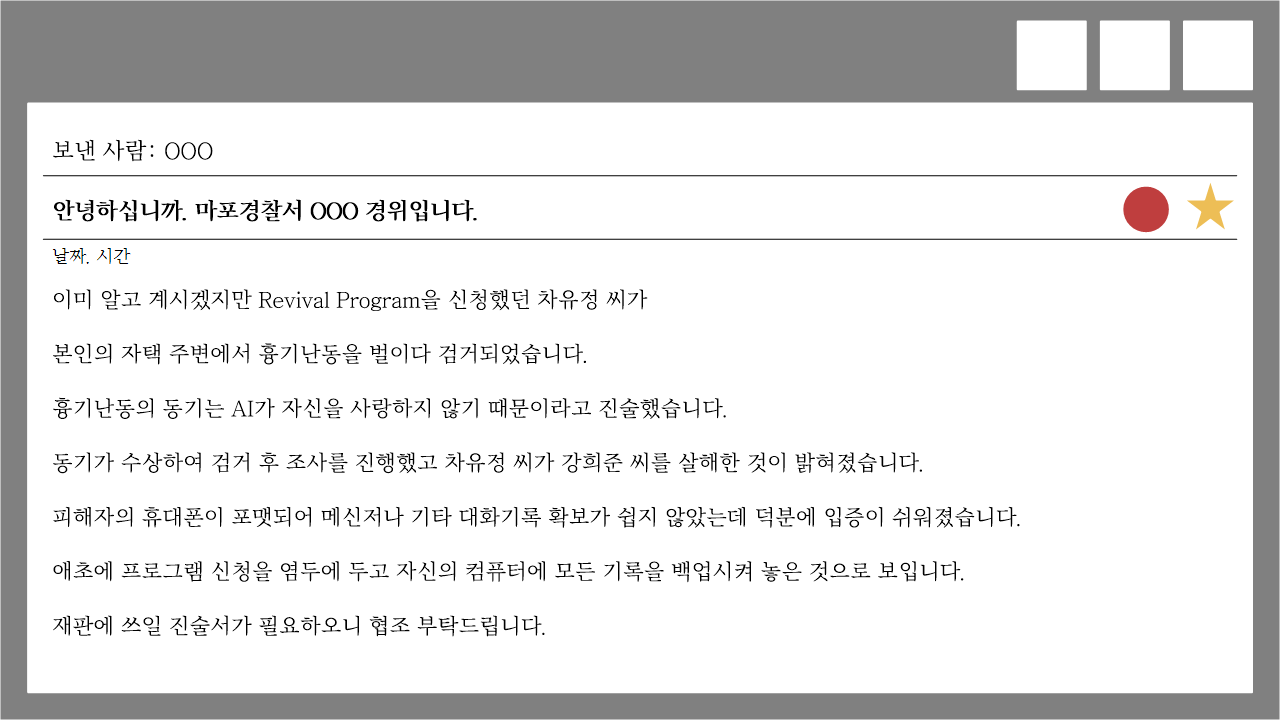 보낸 사람: OOO
안녕하십니까. 마포경찰서 OOO 경위입니다.
날짜. 시간
이미 알고 계시겠지만 Revival Program을 신청했던 차유정 씨가
본인의 자택 주변에서 흉기난동을 벌이다 검거되었습니다.
흉기난동의 동기는 AI가 자신을 사랑하지 않기 때문이라고 진술했습니다.
동기가 수상하여 검거 후 조사를 진행했고 차유정 씨가 강희준 씨를 살해한 것이 밝혀졌습니다.
피해자의 휴대폰이 포맷되어 메신저나 기타 대화기록 확보가 쉽지 않았는데 덕분에 입증이 쉬워졌습니다.
애초에 프로그램 신청을 염두에 두고 자신의 컴퓨터에 모든 기록을 백업시켜 놓은 것으로 보입니다.
재판에 쓰일 진술서가 필요하오니 협조 부탁드립니다.